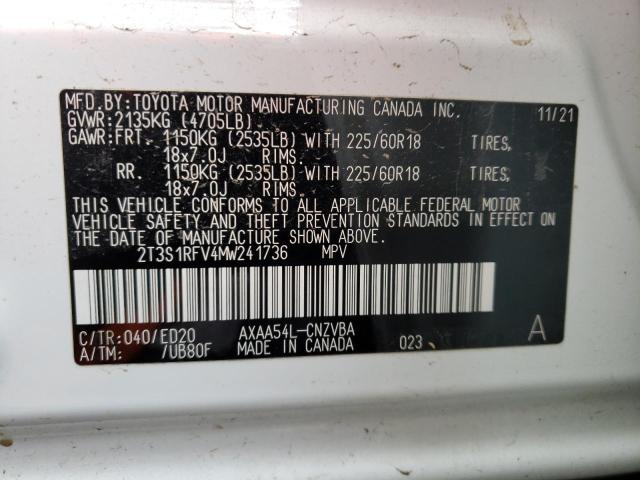 MFD.BY: TOYOTA MOTOR MANUFACTURING CANADA INC. 11/21
GVWR: 2135KG (4705LB)
GAWR: FRT. 1150KG (2535LB) WITH 225/60R18 TIRES,
18x7.0J RIMS.
RR. 1150KG (2535LB) WITH 225/60R18 TIRES,
18x7.0J RIMS.
THIS VEHICLE CONFORMS TO ALL APPLICABLE FEDERAL MOTOR
VEHICLE SAFETY AND THEFT PREVENTION STANDARDS IN EFFECT ON
THE DATE OF MANUFACTURE SHOWN ABOVE.
2T3S1RFV4MW241736 MPV
C/TR: 040/ED20 AXAA54L-CNZVBA A
A/TM: /UB80F MADE IN CANADA 023